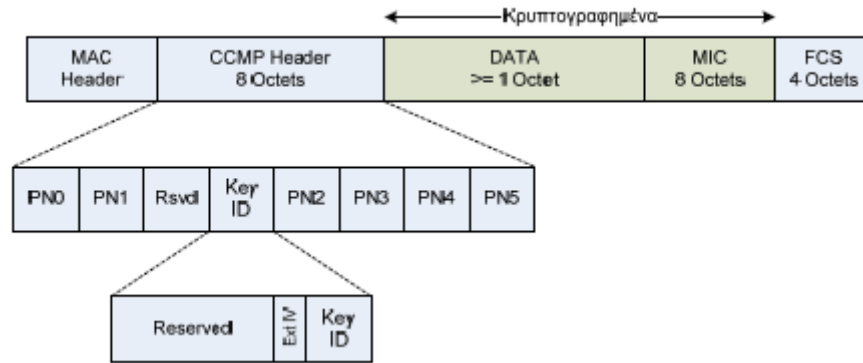 Κρυπτογραφημένα
MAC Header
CCMP Header 8 Octets
DATA >= 1 Octet
MIC 8 Octets
FCS 4 Octets
PN0 PN1 Rsvd Key ID PN2 PN3 PN4 PN5
Reserved Ext IV Key ID